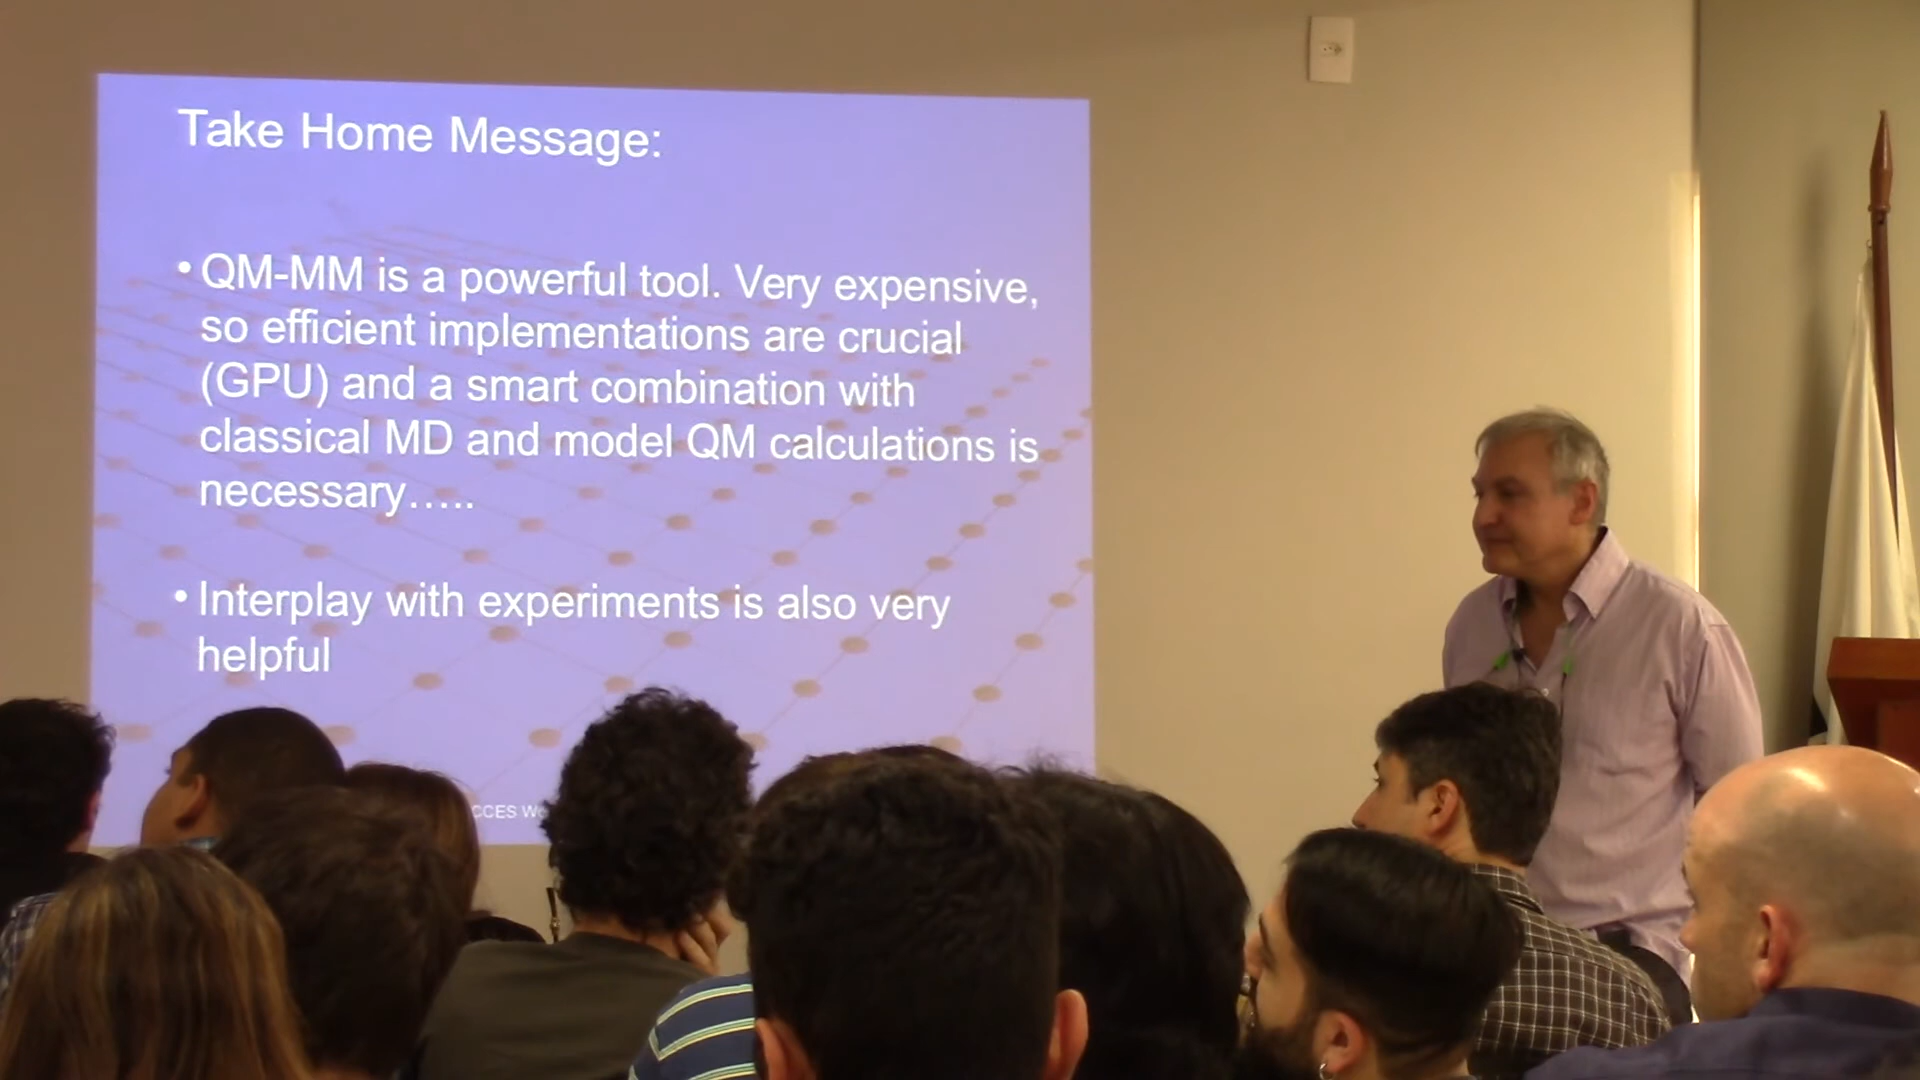 Take Home Message:
• QM-MM is a powerful tool. Very expensive,
so efficient implementations are crucial
(GPU) and a smart combination with
classical MD and model QM calculations is
necessary…..
• Interplay with experiments is also very
helpful
CCES